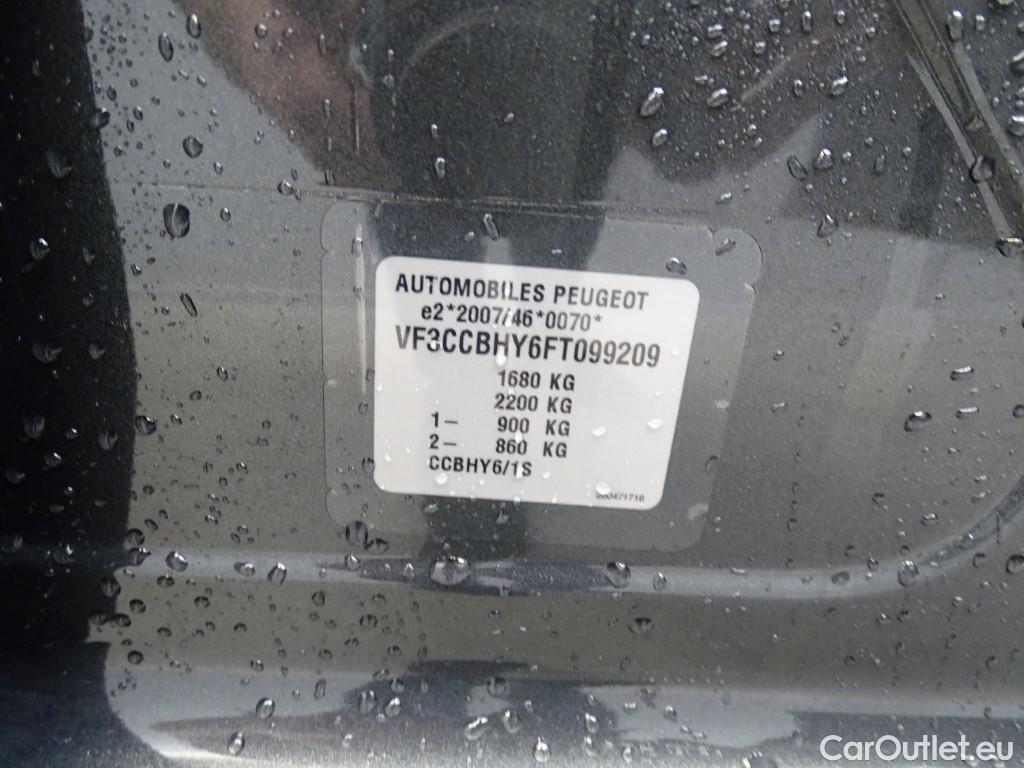 AUTOMOBILES PEUGEOT
e2*2007/46*0070*
VF3CCBHY6FT099209
1680 KG
2200 KG
1– 900 KG
2– 860 KG
CCBHY6/1S
CarOutlet.eu